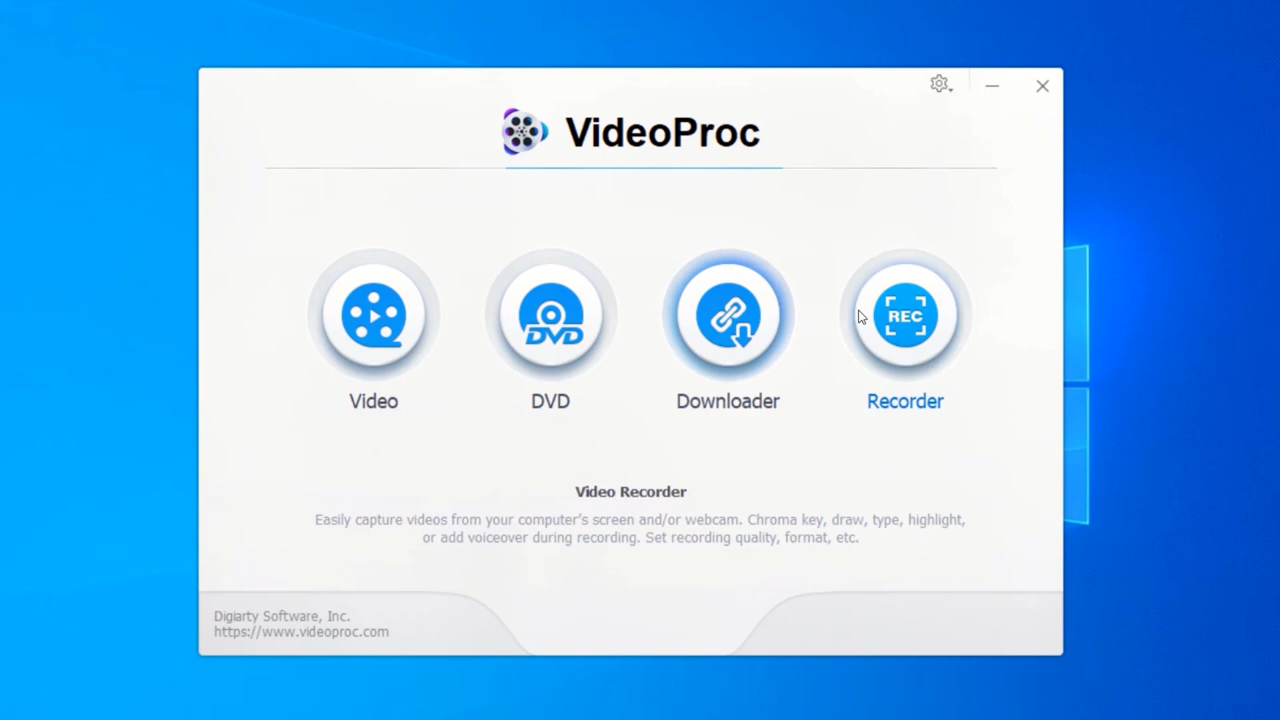 VideoProc
DVD
REC
Video
DVD
Downloader
Recorder
Video Recorder
Easily capture videos from your computer's screen and/or webcam. Chroma key, draw, type, highlight,
or add voiceover during recording. Set recording quality, format, etc.
Digiarty Software, Inc.
https://www.videoproc.com